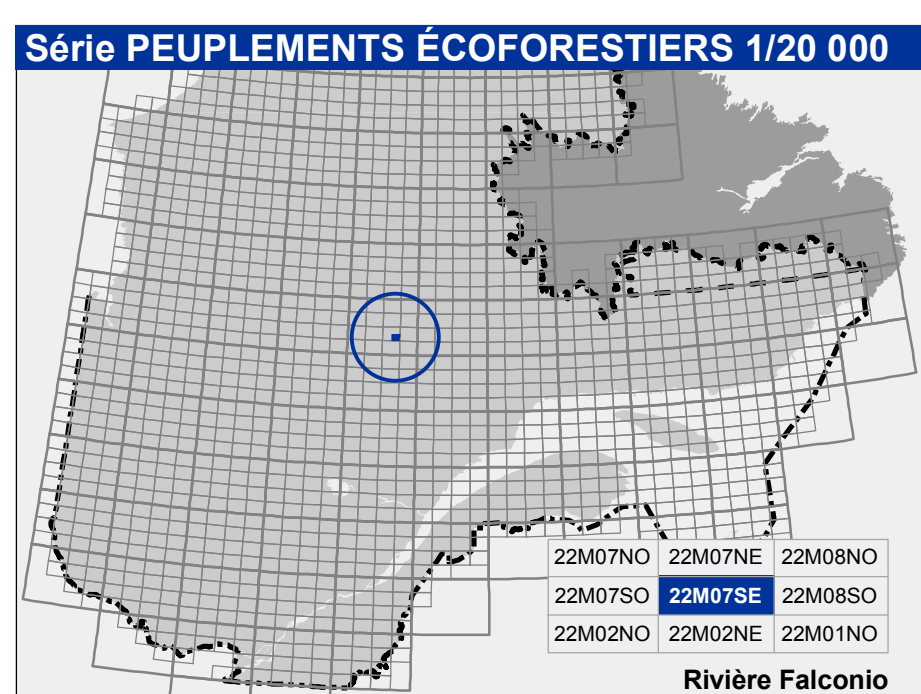 Série PEUPLEMENTS ÉCOFORESTIERS 1/20 000
22M07NO 22M07NE 22M08NO
22M07SO 22M07SE 22M08SO
22M02NO 22M02NE 22M01NO
Rivière Falconio